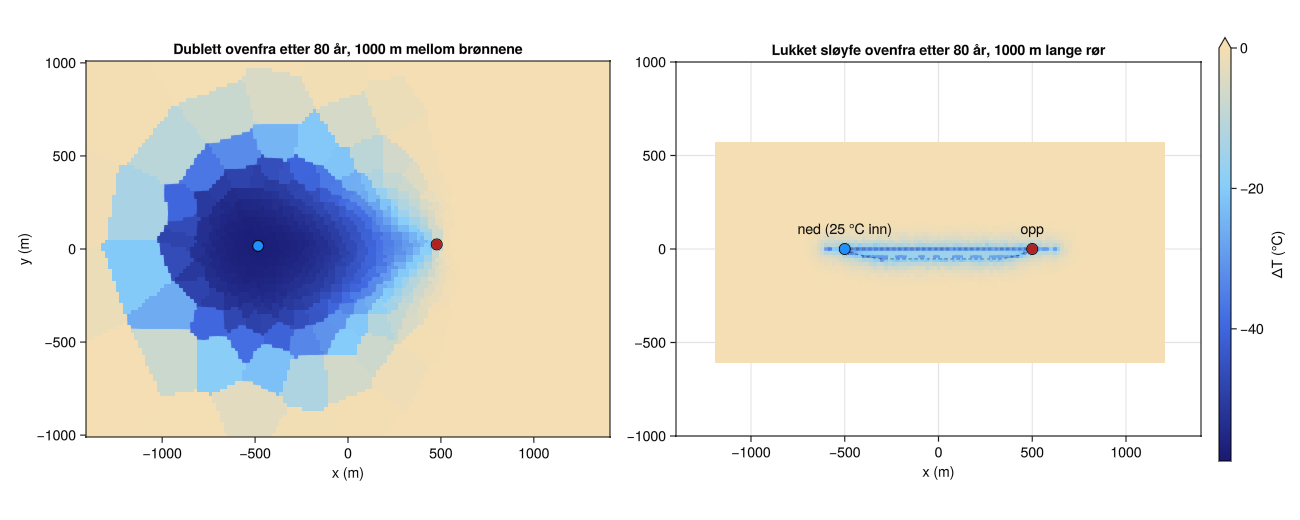 Dublett ovenfra etter 80 år, 1000 m mellom brønnene
1000
500
0
−500
−1000
y (m)
−1000
−500
0
500
1000
x (m)
Lukket sløyfe ovenfra etter 80 år, 1000 m lange rør
1000
500
0
−500
−1000
ned (25 °C inn)
opp
−1000
−500
0
500
1000
x (m)
0
−20
−40
ΔT (°C)